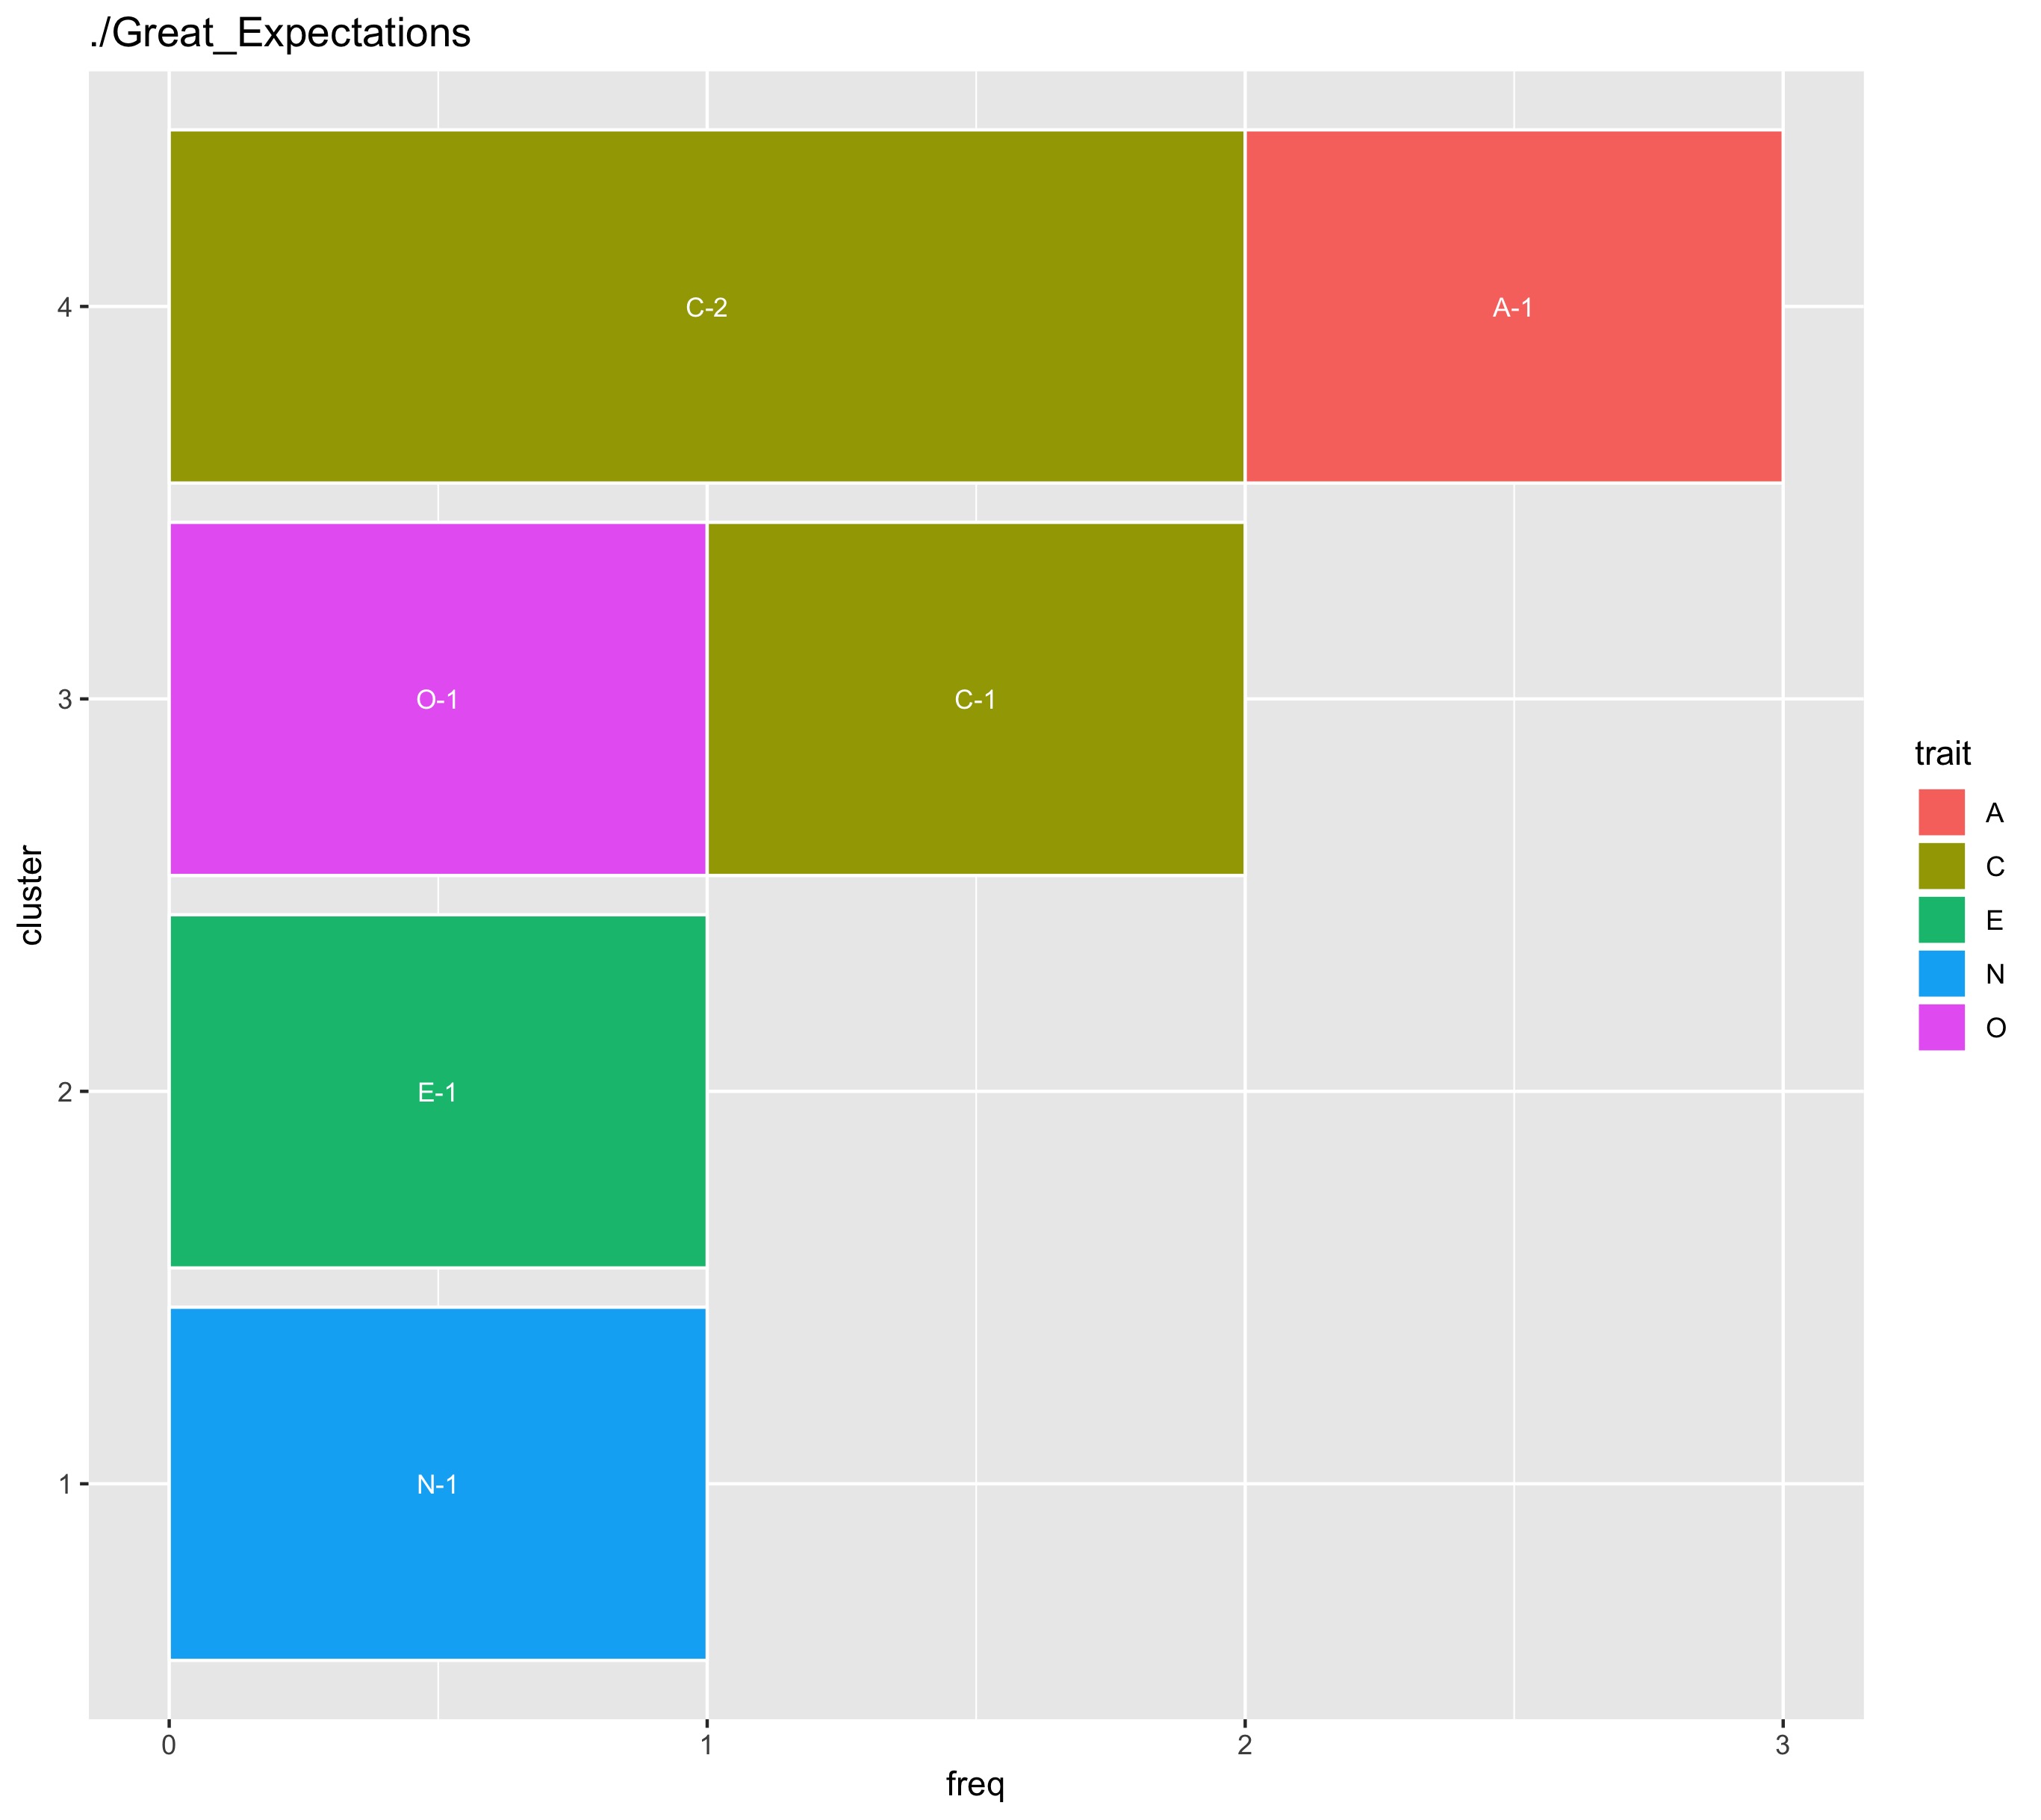 ./Great_Expectations
cluster
4
C-2
A-1
3
O-1
C-1
2
E-1
1
N-1
0
1
2
3
freq
trait
A
C
E
N
O